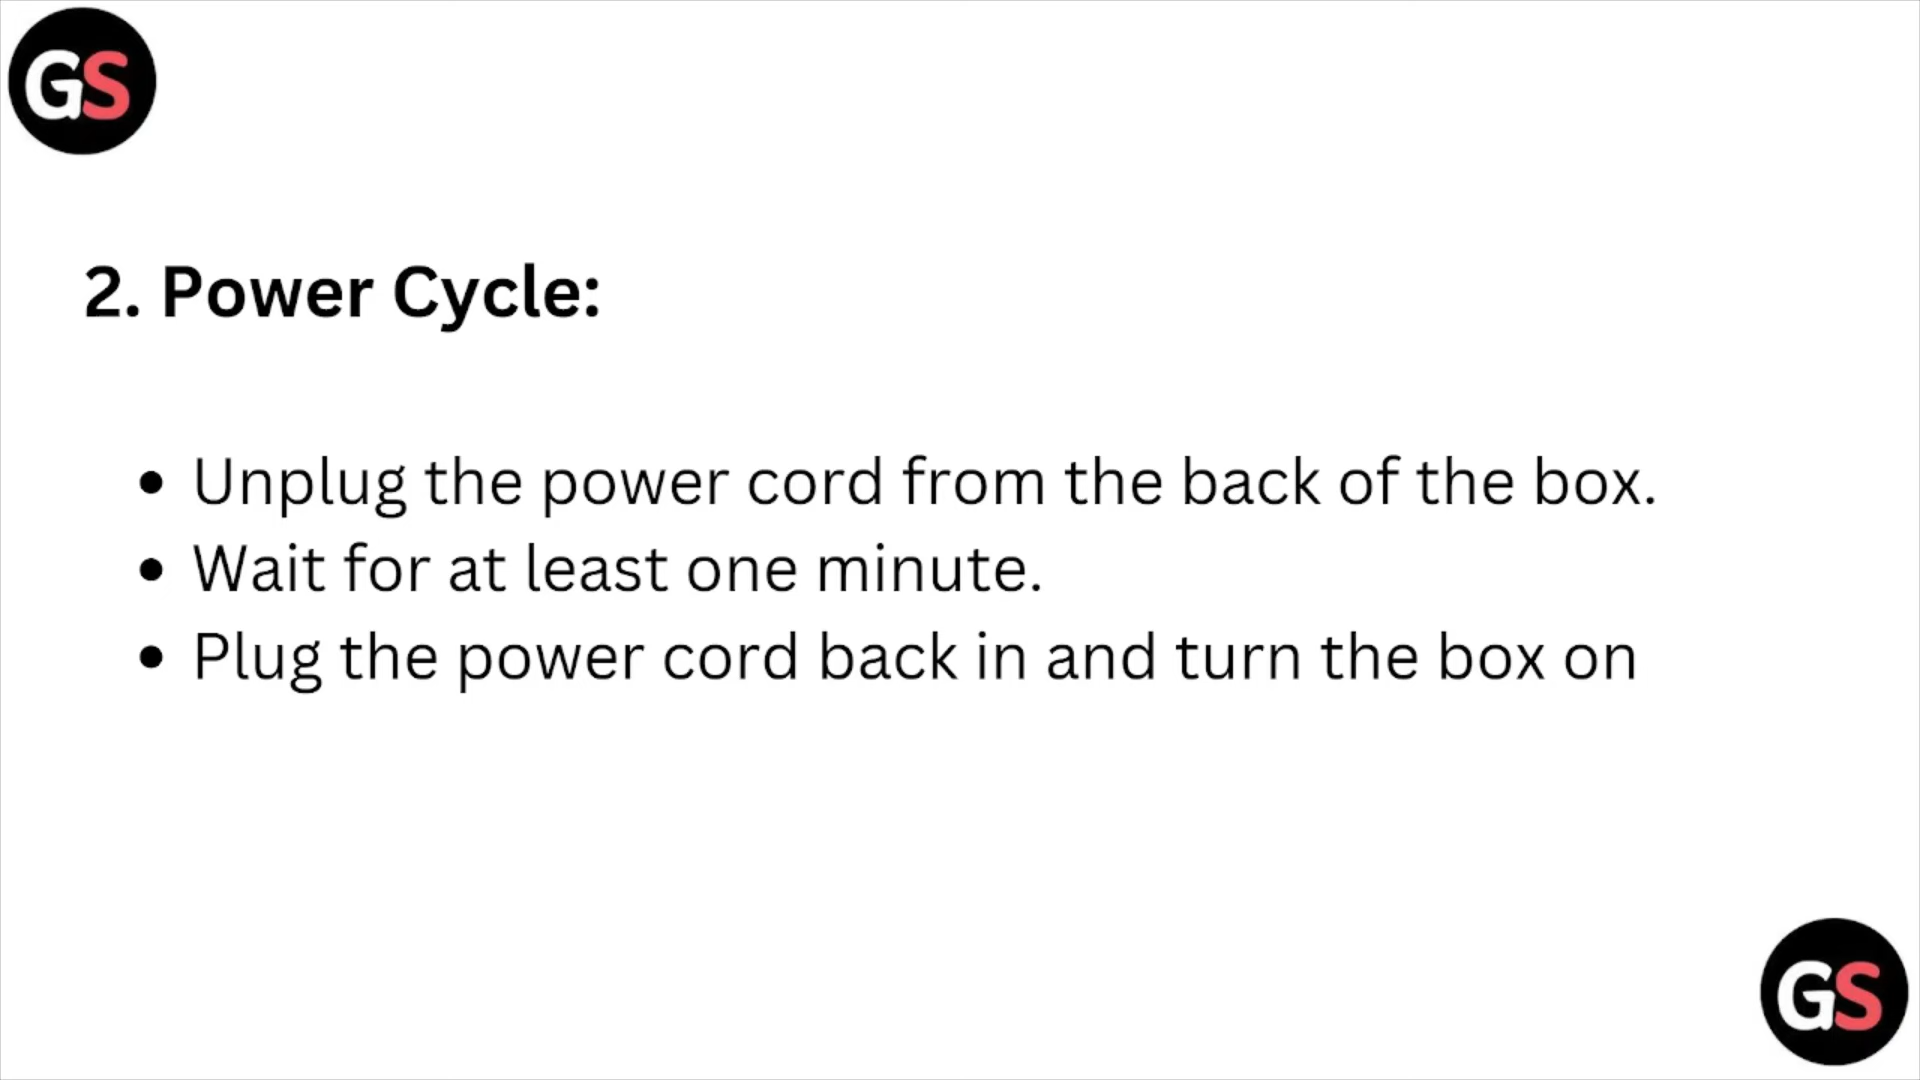 GS
2. Power Cycle:
• Unplug the power cord from the back of the box.
• Wait for at least one minute.
• Plug the power cord back in and turn the box on
GS